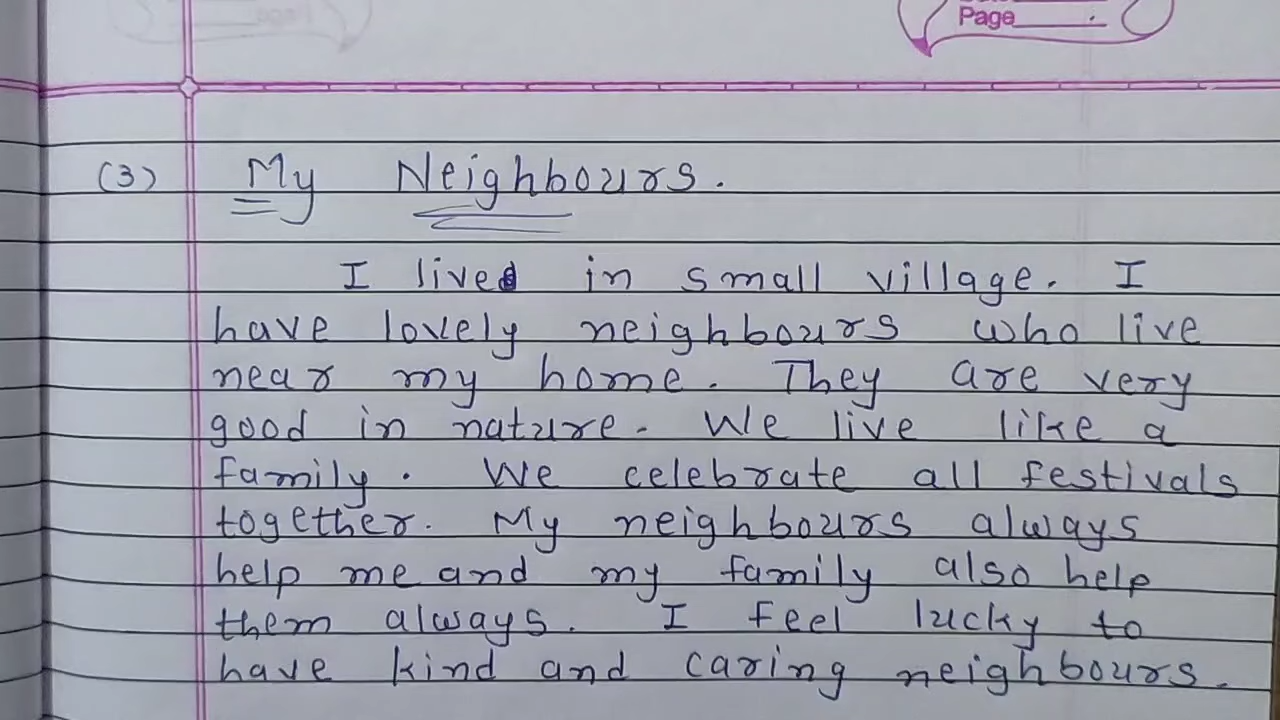 Page
(3) My Neighbours.
I lived in small village. I
have lovely neighbours who live
near my home. They are very
good in nature. We live like a
family. We celebrate all festivals
together. My neighbours always
help me and my family also help
them always. I feel lucky to
have kind and caring neighbours.